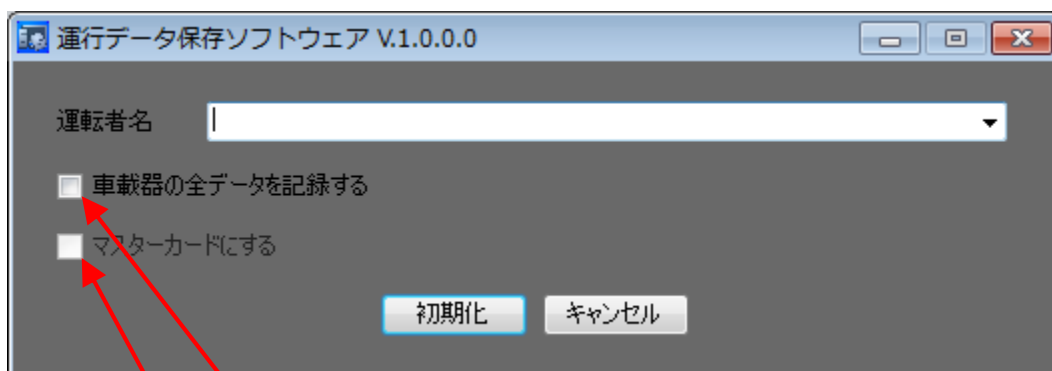 運行データ保存ソフトウェア V.1.0.0.0
運転者名
車載器の全データを記録する
マスターカードにする
初期化 キャンセル